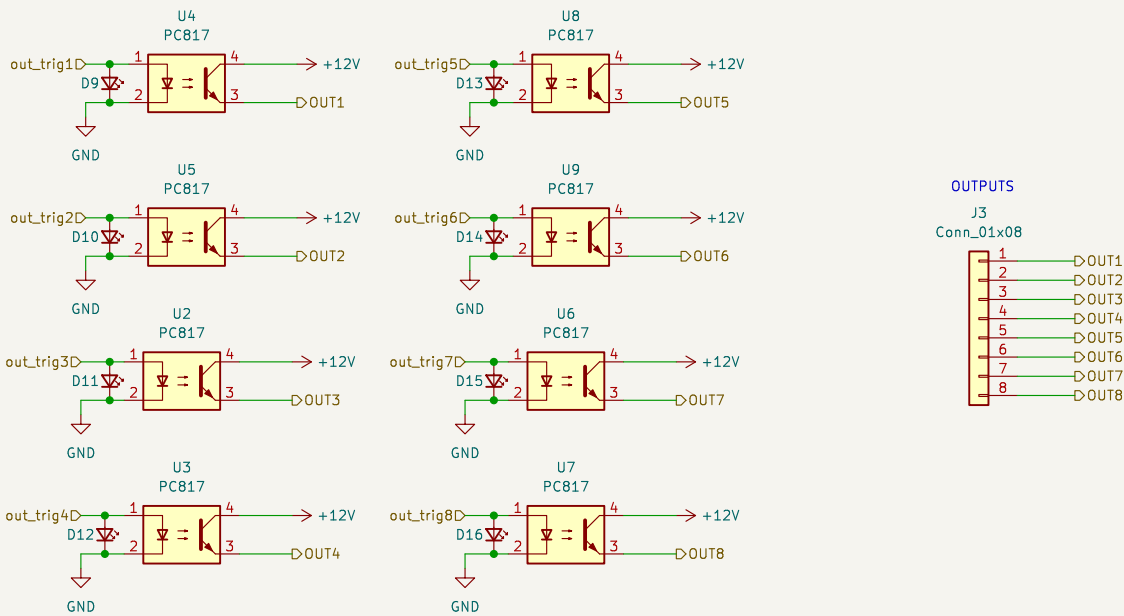 U4
PC817
out_trig1
1
4
+12V
D9
2
3
OUT1
GND
U8
PC817
out_trig5
1
4
+12V
D13
2
3
OUT5
GND
U5
PC817
out_trig2
1
4
+12V
D10
2
3
OUT2
GND
U9
PC817
out_trig6
1
4
+12V
D14
2
3
OUT6
GND
U2
PC817
out_trig3
1
4
+12V
D11
2
3
OUT3
GND
U6
PC817
out_trig7
1
4
+12V
D15
2
3
OUT7
GND
U3
PC817
out_trig4
1
4
+12V
D12
2
3
OUT4
GND
U7
PC817
out_trig8
1
4
+12V
D16
2
3
OUT8
GND
OUTPUTS
J3
Conn_01x08
1 OUT1
2 OUT2
3 OUT3
4 OUT4
5 OUT5
6 OUT6
7 OUT7
8 OUT8